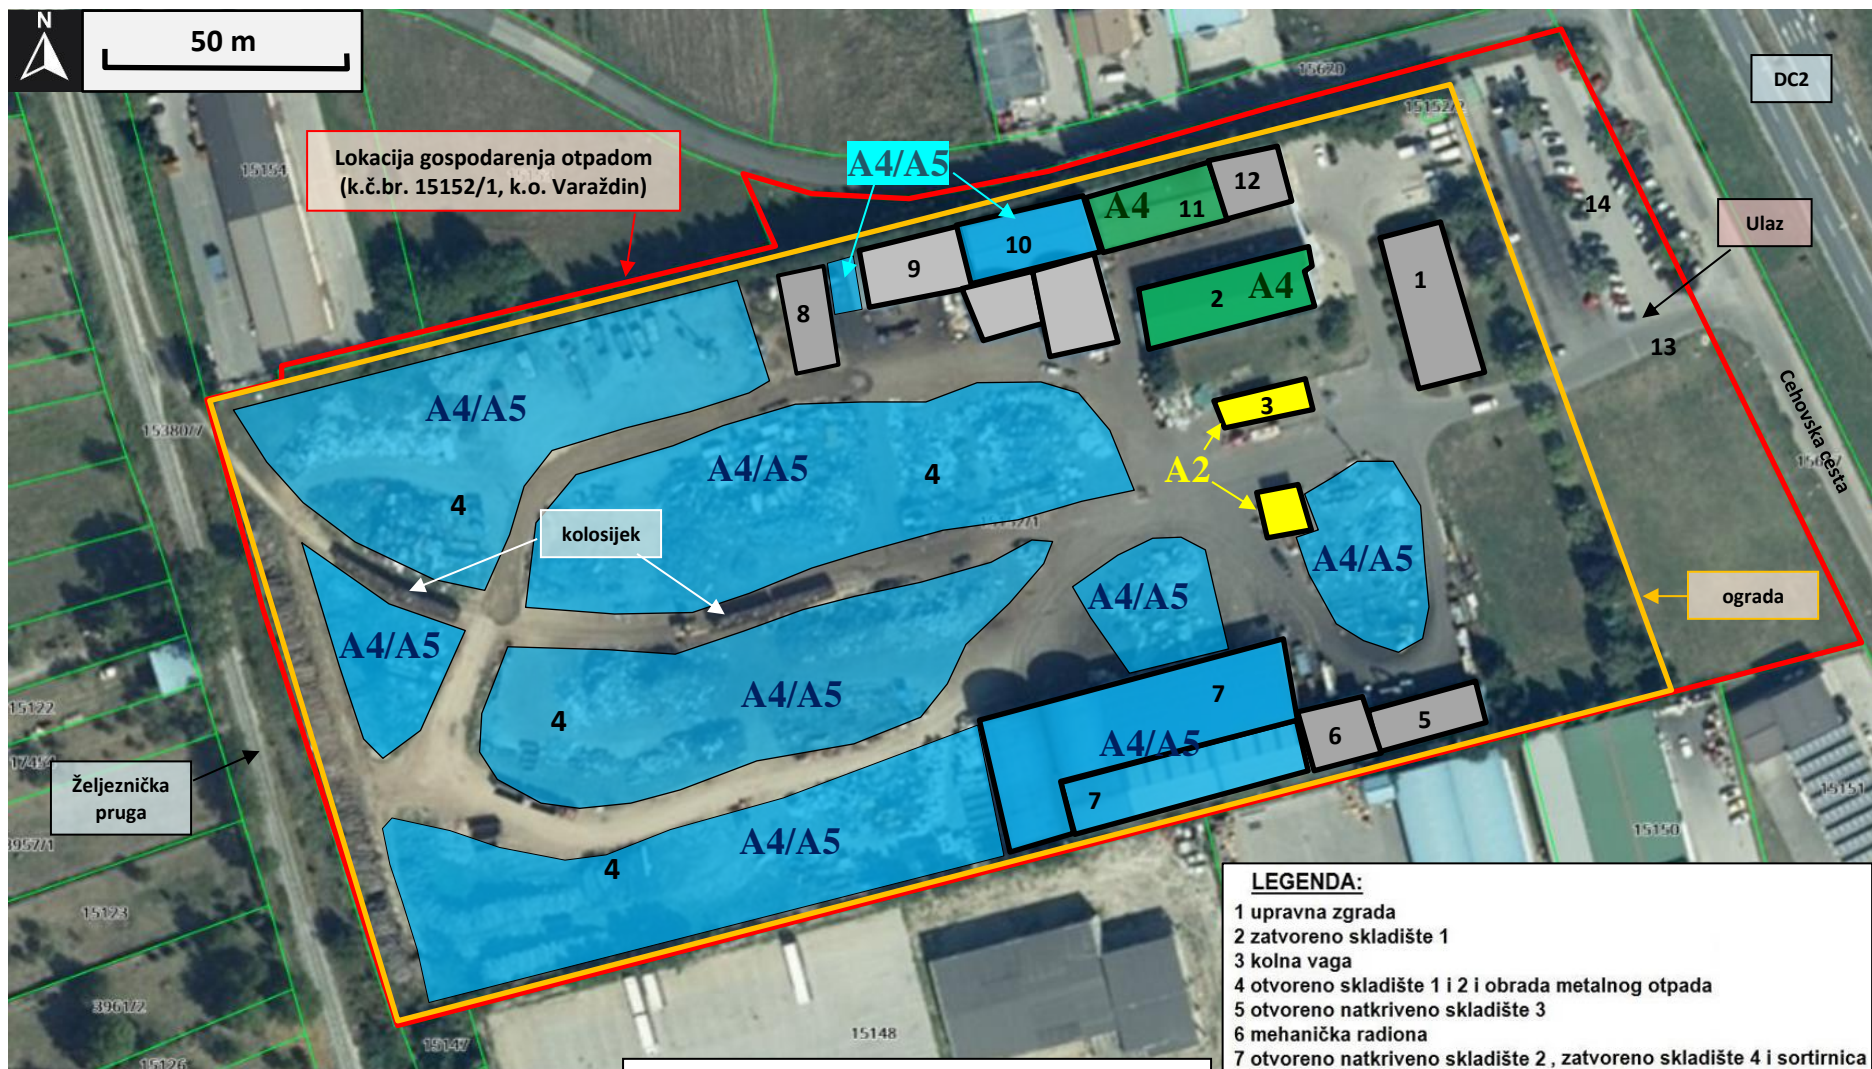 N
50 m
DC2
15620
15152/2
A4/A5
Lokacija gospodarenja otpadom
(k.č.br. 15152/1, k.o. Varaždin)
12
A4
11
14
Ulaz
10
9
1
2
A4
8
13
Cehovska cesta
3
A4/A5
15380/7
A4/A5
4
A2
4
kolosijek
A4/A5
A4/A5
ograda
A4/A5
7
A4/A5
4
15122
5
6
A4/A5
Željeznička
pruga
7
15151
15150
A4/A5
4
LEGENDA:
1 upravna zgrada
2 zatvoreno skladište 1
3 kolna vaga
4 otvoreno skladište 1 i 2 i obrada metalnog otpada
5 otvoreno natkriveno skladište 3
6 mehanička radiona
7 otvoreno natkriveno skladište 2 , zatvoreno skladište 4 i sortirnica
15123
3961/2
15148
15147
15126